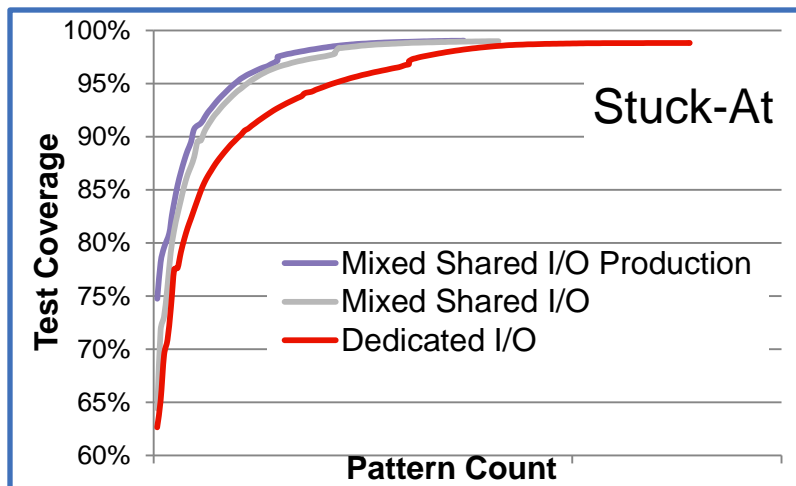 100%
95%
90%
85%
80%
75%
70%
65%
60%
Test Coverage
Stuck-At
Mixed Shared I/O Production
Mixed Shared I/O
Dedicated I/O
Pattern Count